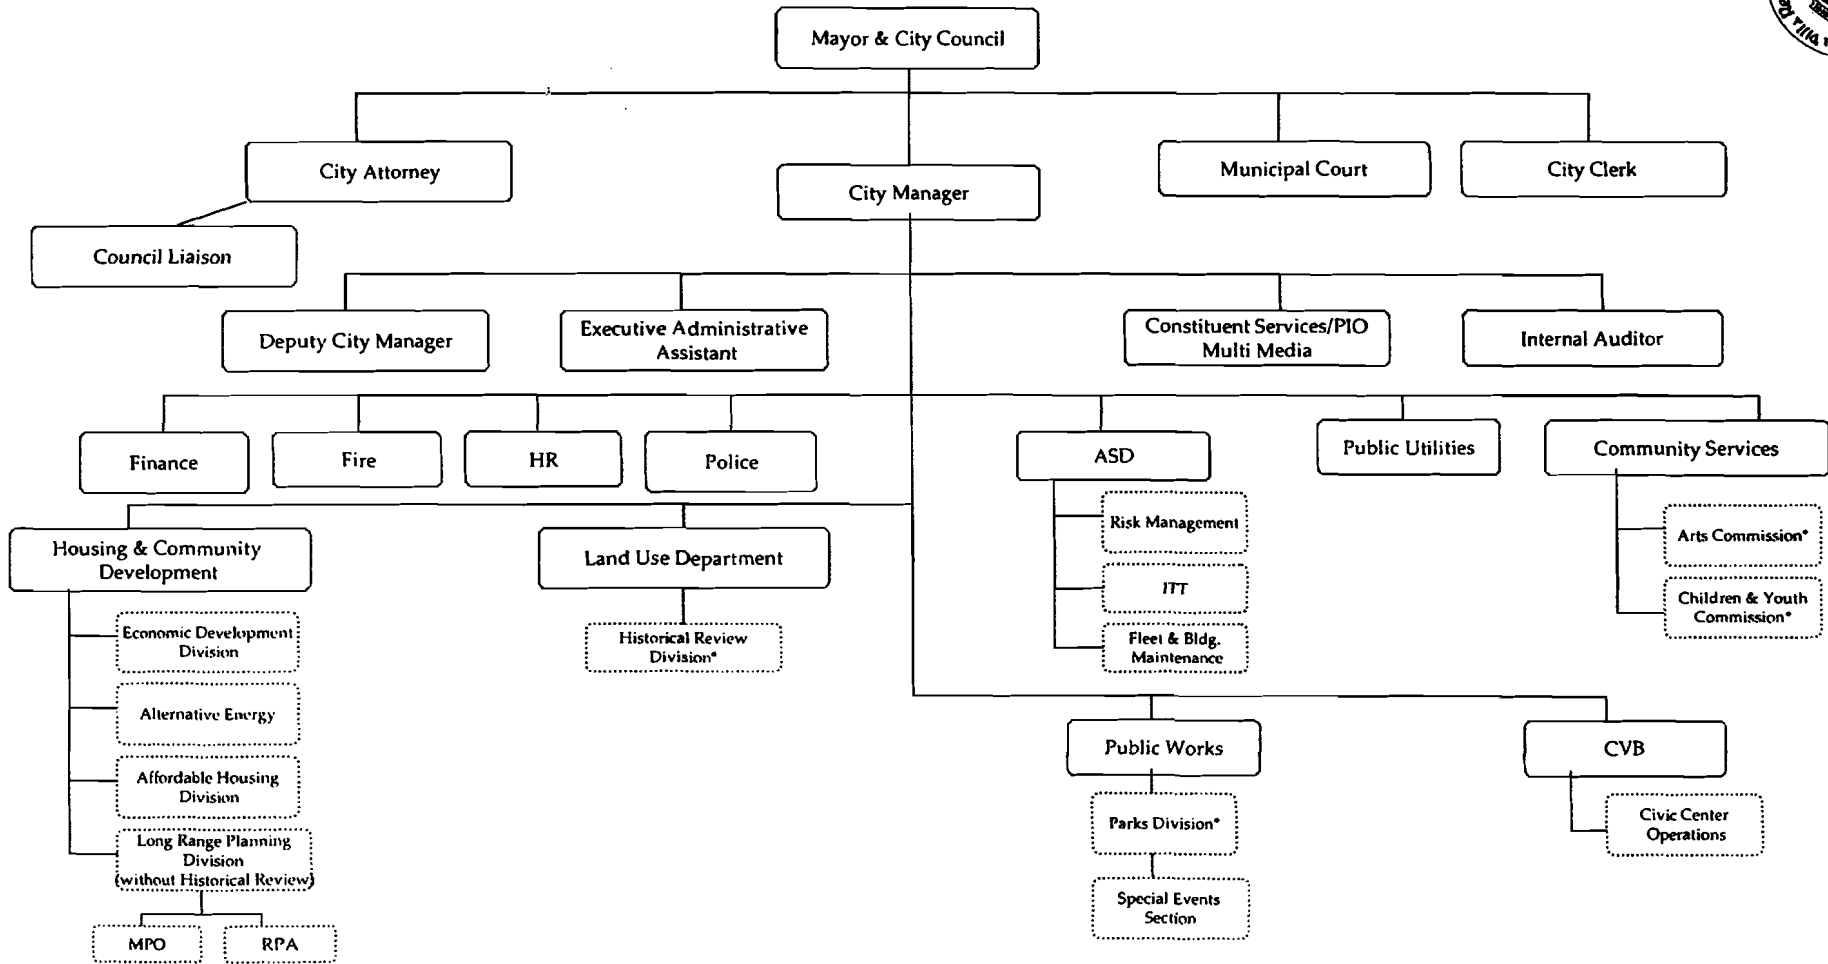 Mayor & City Council
City Attorney
City Manager
Municipal Court
City Clerk
Council Liaison
Deputy City Manager
Executive Administrative
Assistant
Constituent Services/PIO
Multi Media
Internal Auditor
Finance
Fire
HR
Police
ASD
Public Utilities
Community Services
Risk Management
ITT
Fleet & Bldg.
Maintenance
Arts Commission*
Children & Youth
Commission*
Housing & Community
Development
Land Use Department
Economic Development
Division
Alternative Energy
Affordable Housing
Division
Long Range Planning
Division
(without Historical Review)
MPO
RPA
Historical Review
Division*
Public Works
CVB
Parks Division*
Special Events
Section
Civic Center
Operations